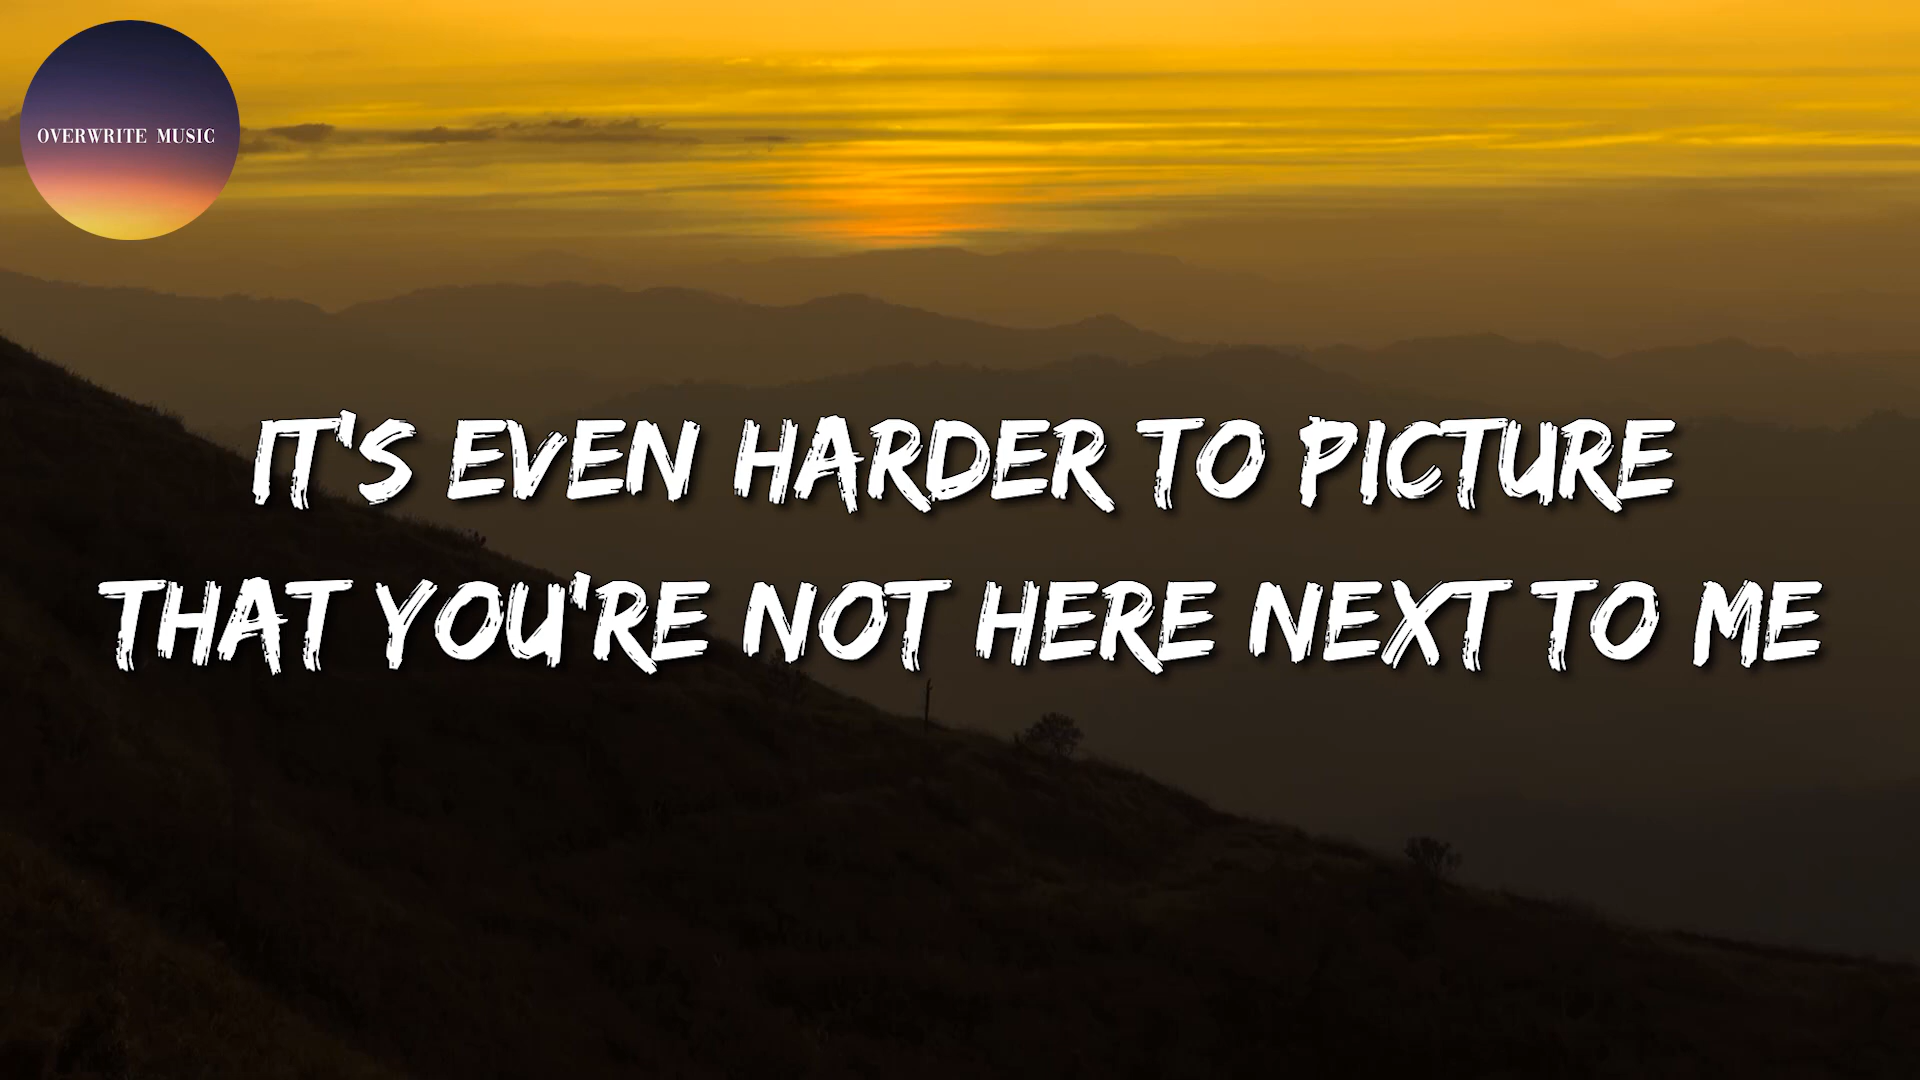 OVERWRITE MUSIC
IT'S EVEN HARDER TO PICTURE
THAT YOU'RE NOT HERE NEXT TO ME